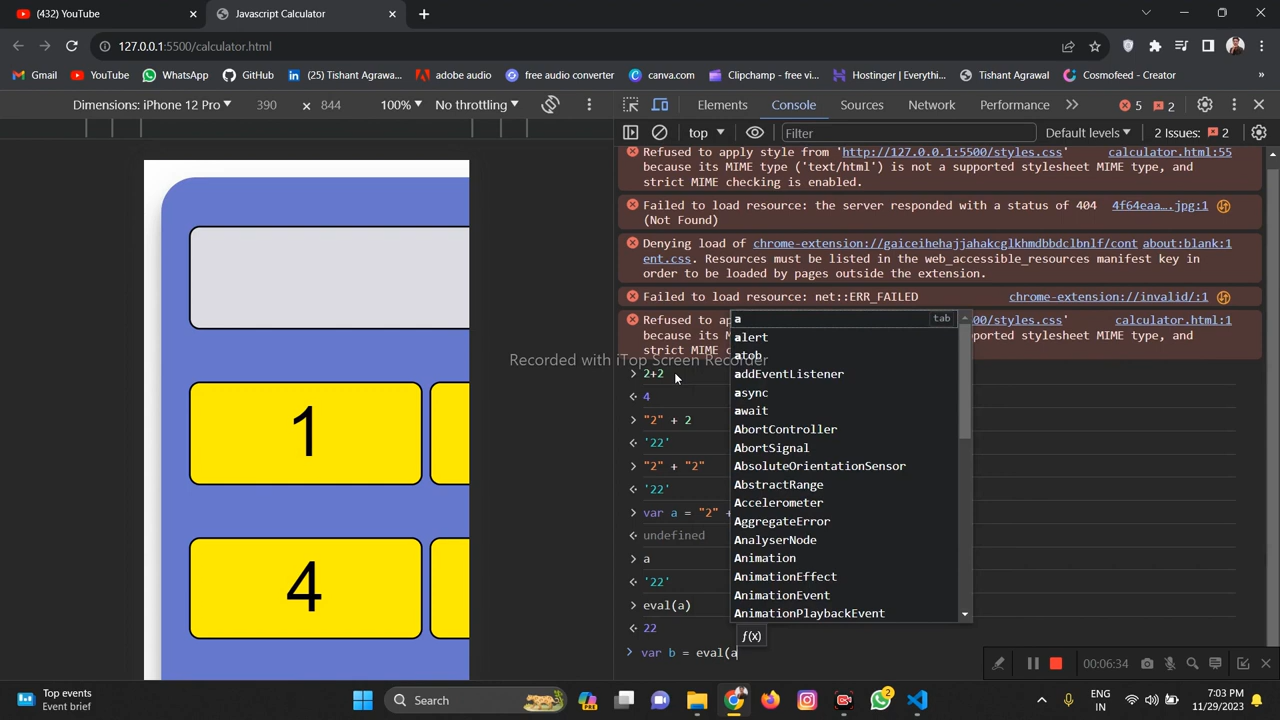 (432) YouTube
Javascript Calculator
127.0.0.1:5500/calculator.html
Gmail
YouTube
WhatsApp
GitHub
(25) Tishant Agrawa...
adobe audio
free audio converter
canva.com
Clipchamp - free vi...
Hostinger | Everythi...
Tishant Agrawal
Cosmofeed - Creator
»
Dimensions: iPhone 12 Pro
390
×
844
100%
No throttling
Elements
Console
Sources
Network
Performance
5
2
top
Filter
Default levels
2 Issues:
2
Refused to apply style from 'http://127.0.0.1:5500/styles.css' calculator.html:55
because its MIME type ('text/html') is not a supported stylesheet MIME type, and
strict MIME checking is enabled.
Failed to load resource: the server responded with a status of 404 4f64eaa….jpg:1
(Not Found)
Denying load of chrome-extension://gaiceihehajjahakcglkhmdbbdclbnlf/cont about:blank:1
ent.css. Resources must be listed in the web_accessible_resources manifest key in
order to be loaded by pages outside the extension.
Failed to load resource: net::ERR_FAILED chrome-extension://invalid/:1
Refused to ap 00/styles.css' calculator.html:1
because its M pported stylesheet MIME type, and
strict MIME c
Recorded with iTop Screen Recorder
> 2+2
4
> "2" + 2
'22'
> "2" + "2"
'22'
> var a = "2" +
undefined
> a
'22'
> eval(a)
22
> var b = eval(a
a tab
alert
atob
addEventListener
async
await
AbortController
AbortSignal
AbsoluteOrientationSensor
AbstractRange
Accelerometer
AggregateError
AnalyserNode
Animation
AnimationEffect
AnimationEvent
AnimationPlaybackEvent
ƒ(x)
1
4
00:06:34
Top events
Event brief
Search
PRE
2
ENG
IN
7:03 PM
11/29/2023